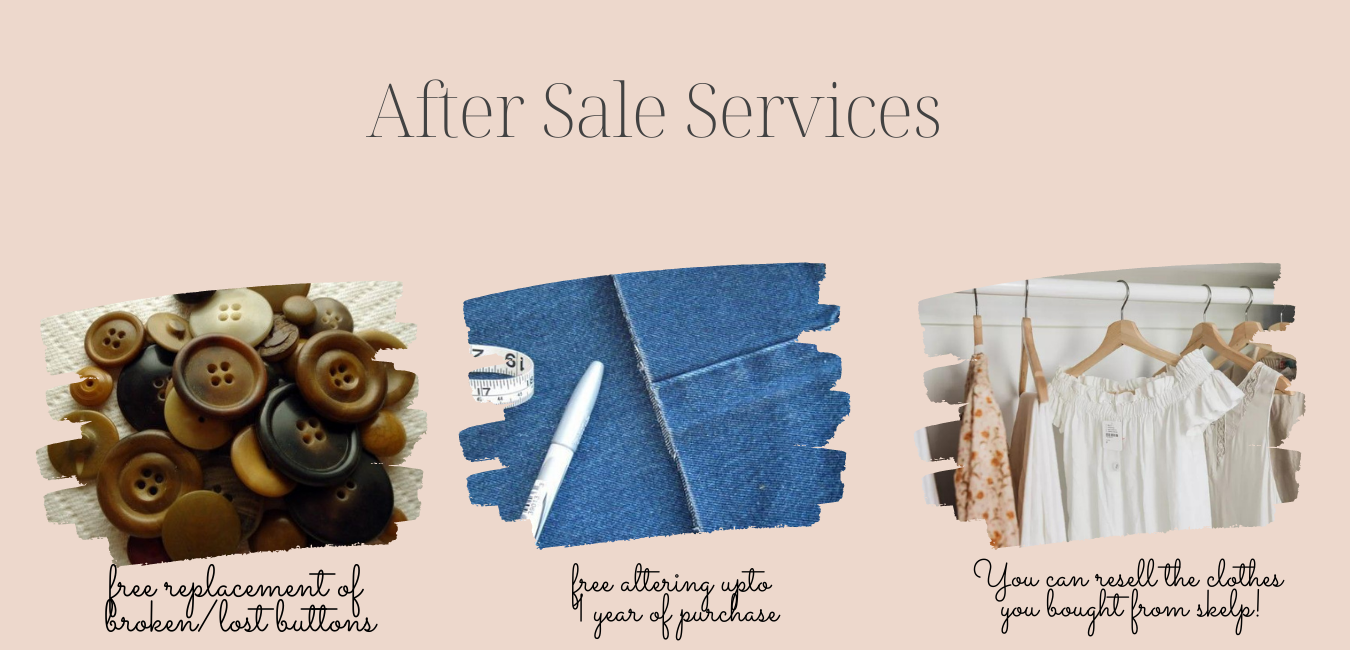 After Sale Services
free replacement of
broken/lost buttons
free altering upto
1 year of purchase
You can resell the clothes
you bought from skelp!